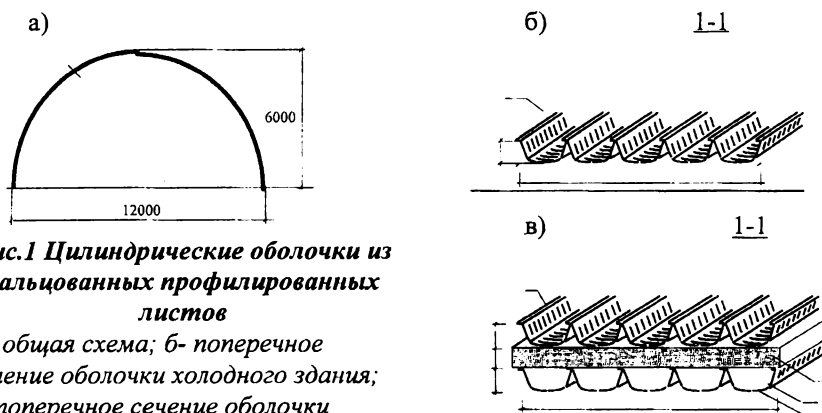 а)
6000
12000
ис.1 Цилиндрические оболочки из
альцованных профилированных
листов
общая схема; б- поперечное
ение оболочки холодного здания;
поперечное сечение оболочки
б)
1-1
в)
1-1